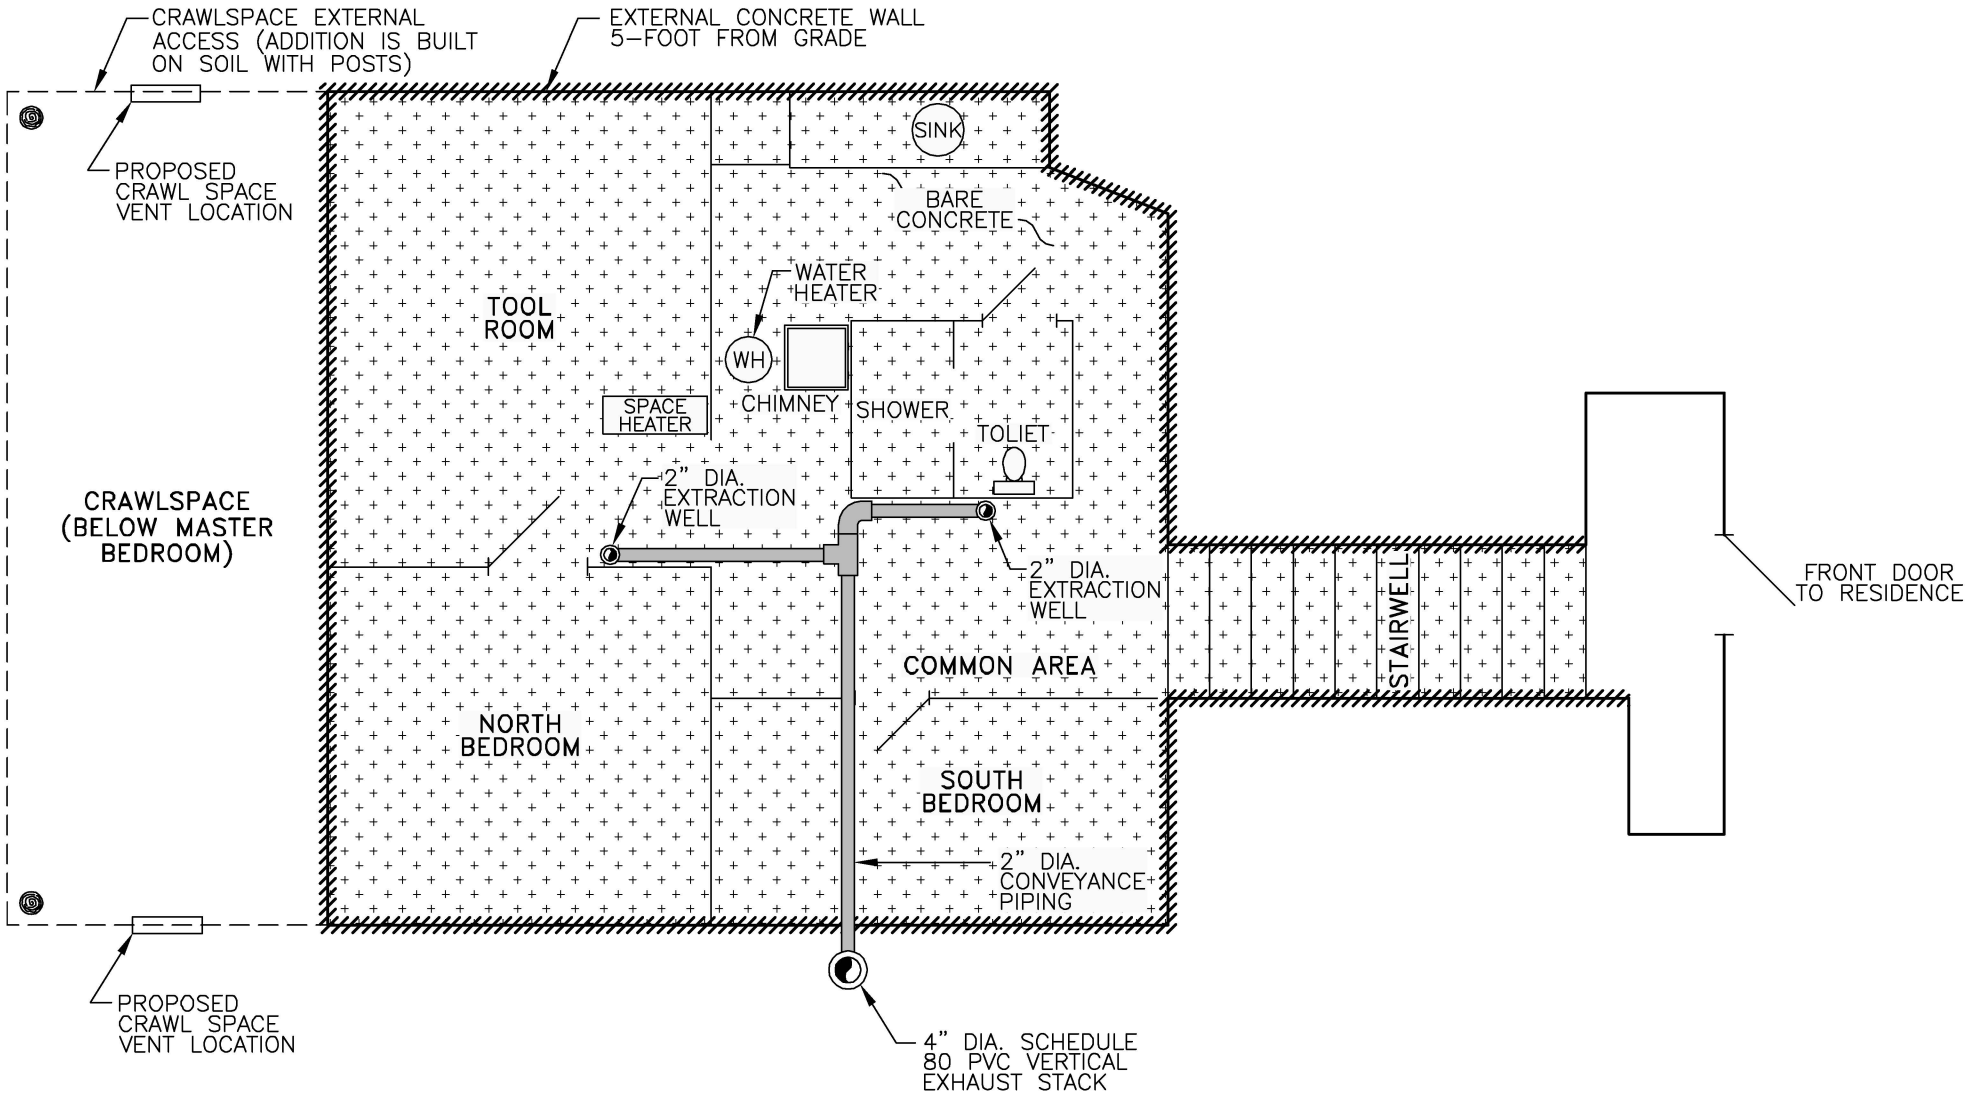 CRAWLSPACE EXTERNAL
ACCESS (ADDITION IS BUILT
ON SOIL WITH POSTS)
EXTERNAL CONCRETE WALL
5-FOOT FROM GRADE
PROPOSED
CRAWL SPACE
VENT LOCATION
SINK
BARE
CONCRETE
WATER
HEATER
TOOL
ROOM
WH
CHIMNEY
SPACE
HEATER
SHOWER
TOLIET
2" DIA.
EXTRACTION
WELL
CRAWLSPACE
(BELOW MASTER
BEDROOM)
2" DIA.
EXTRACTION
WELL
STAIRWELL
FRONT DOOR
TO RESIDENCE
COMMON AREA
NORTH
BEDROOM
SOUTH
BEDROOM
2" DIA.
CONVEYANCE
PIPING
PROPOSED
CRAWL SPACE
VENT LOCATION
4" DIA. SCHEDULE
80 PVC VERTICAL
EXHAUST STACK